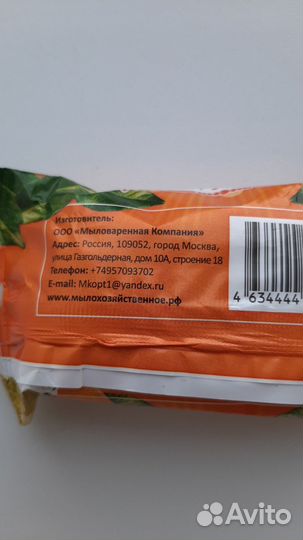 Изготовитель:
ООО «Мыловаренная Компания»
Адрес: Россия, 109052, город Москва,
улица Газгольдерная, дом 10А, строение 18
Телефон: +74957093702
E-mail: Mkopt1@yandex.ru
www.мылохозяйственное.рф
4 634444
Avito